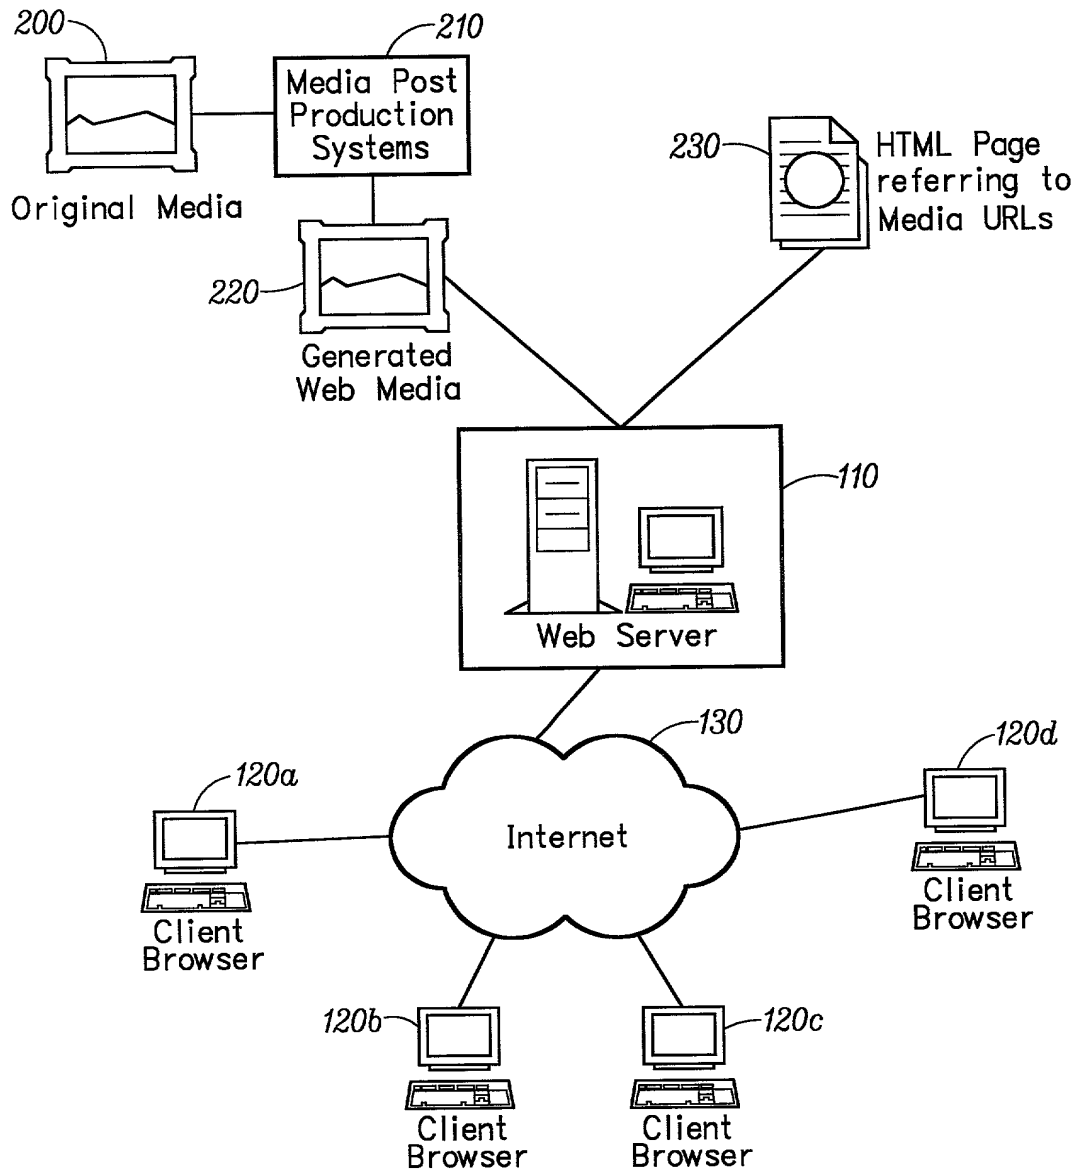 200
210
Media Post
Production
Systems
Original Media
230
HTML Page
referring to
Media URLs
220
Generated
Web Media
110
Web Server
130
120a
120d
Internet
Client
Browser
Client
Browser
120b
120c
Client
Browser
Client
Browser